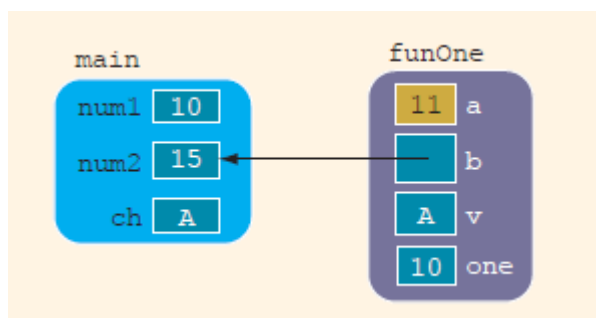 main
num1 10
num2 15
ch A
funOne
11 a
b
A v
10 one